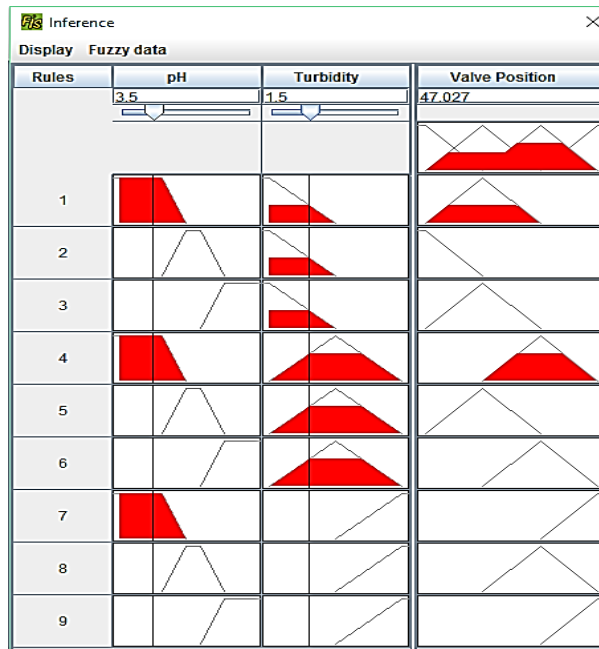 Fis Inference
Display Fuzzy data
Rules pH Turbidity Valve Position
3.5 1.5 47.027
1
2
3
4
5
6
7
8
9